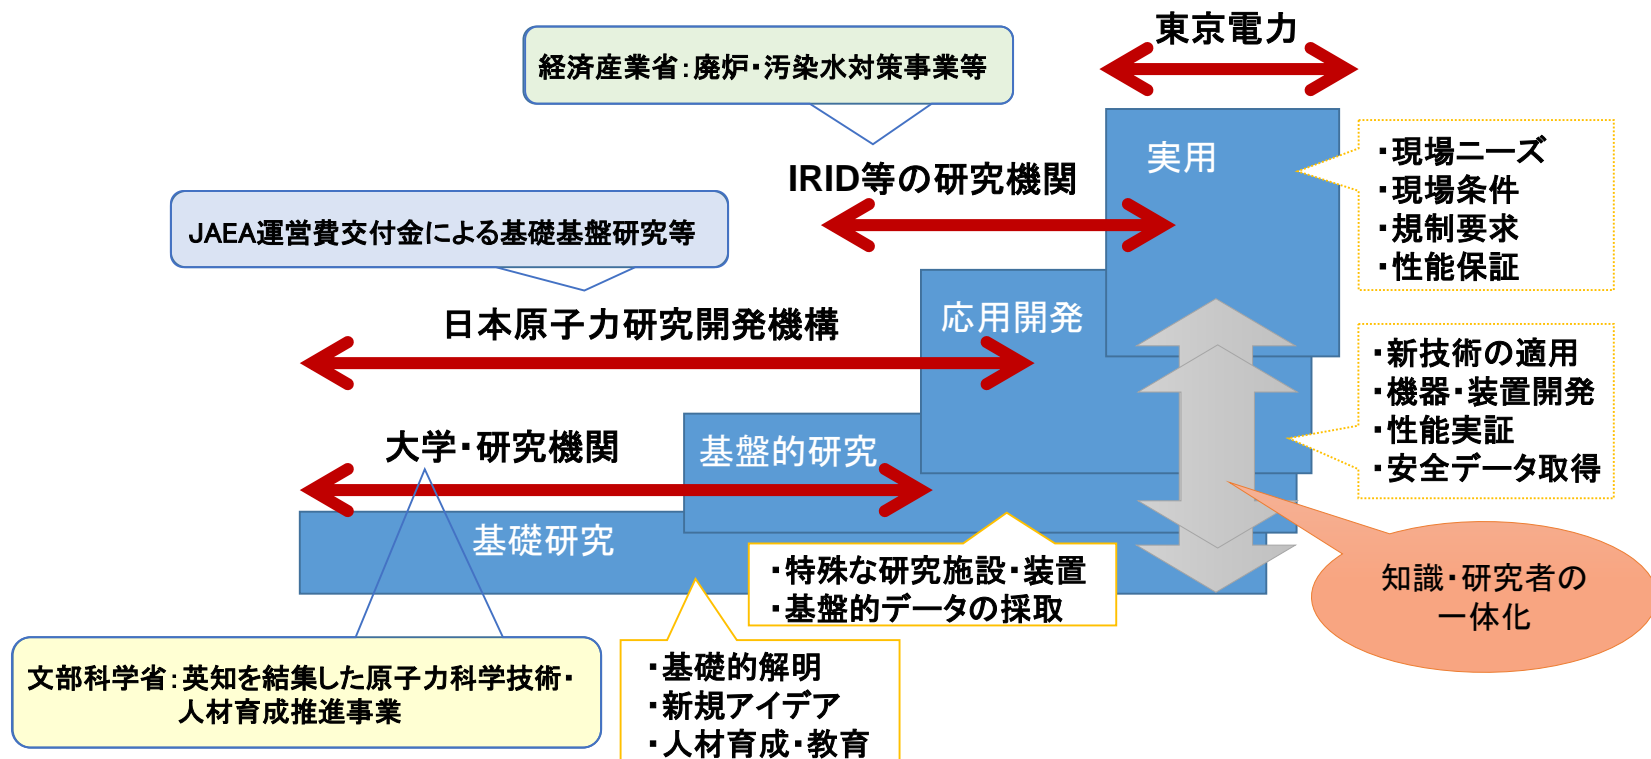 東京電力
経済産業省：廃炉・汚染水対策事業等
実用
・現場ニーズ
・現場条件
・規制要求
・性能保証
IRID等の研究機関
JAEA運営費交付金による基礎基盤研究等
応用開発
日本原子力研究開発機構
・新技術の適用
・機器・装置開発
・性能実証
・安全データ取得
大学・研究機関
基盤的研究
基礎研究
・特殊な研究施設・装置
・基盤的データの採取
知識・研究者の
一体化
文部科学省：英知を結集した原子力科学技術・
人材育成推進事業
・基礎的解明
・新規アイデア
・人材育成・教育